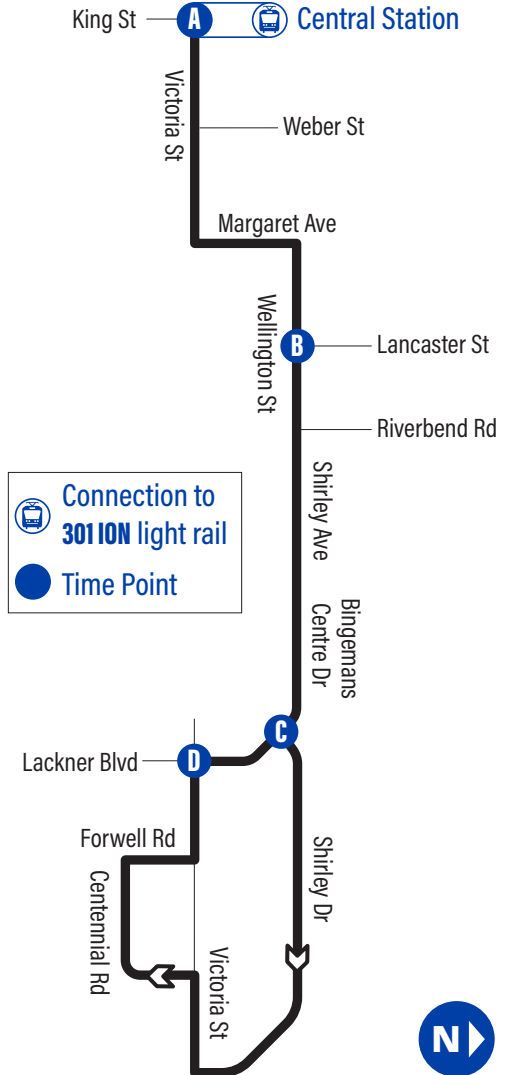 King St
A
Central Station
Victoria St
Weber St
Margaret Ave
Wellington St
B
Lancaster St
Riverbend Rd
Shirley Ave
Connection to
301 ION light rail
Time Point
Bingemans
Centre Dr
C
D
Lackner Blvd
Forwell Rd
Shirley Dr
Centennial Rd
Victoria St
N